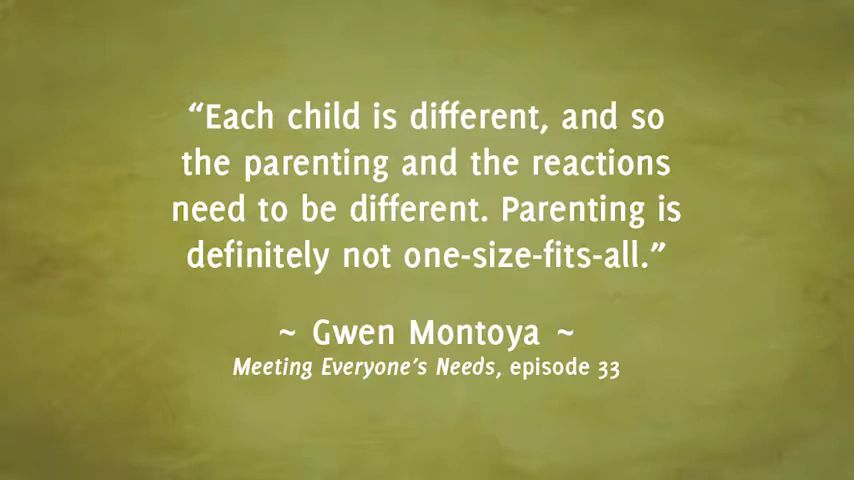 “Each child is different, and so
the parenting and the reactions
need to be different. Parenting is
definitely not one-size-fits-all.”
~ Gwen Montoya ~
Meeting Everyone’s Needs, episode 33